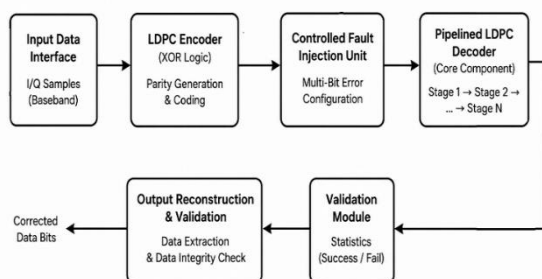 Input Data
Interface
I/Q Samples
(Baseband)
LDPC Encoder
(XOR Logic)
Parity Generation
& Coding
Controlled Fault
Injection Unit
Multi-Bit Error
Configuration
Pipelined LDPC
Decoder
(Core Component)
Stage 1 → Stage 2 →
... → Stage N
Corrected
Data Bits
Output Reconstruction
& Validation
Data Extraction
& Data Integrity Check
Validation
Module
Statistics
(Success / Fail)